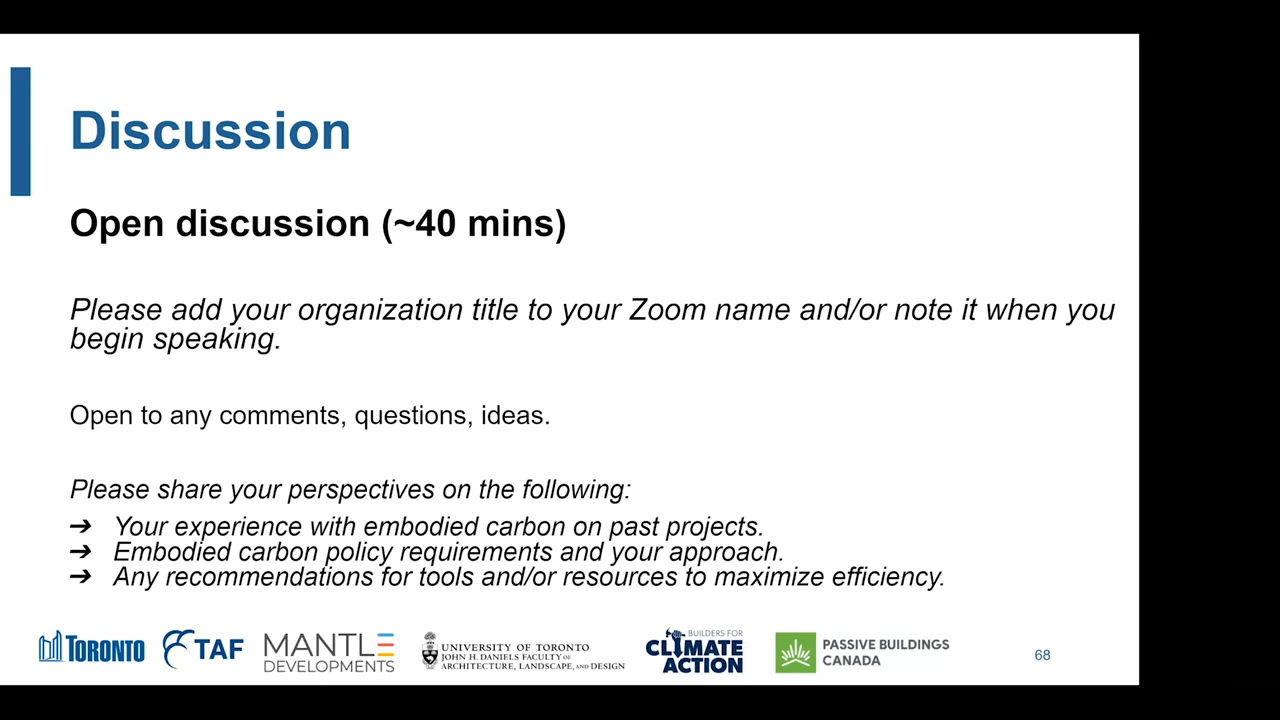 Discussion
Open discussion (~40 mins)
Please add your organization title to your Zoom name and/or note it when you
begin speaking.
Open to any comments, questions, ideas.
Please share your perspectives on the following:
➔ Your experience with embodied carbon on past projects.
➔ Embodied carbon policy requirements and your approach.
➔ Any recommendations for tools and/or resources to maximize efficiency.
TORONTO
TAF
MANTLE
DEVELOPMENTS
UNIVERSITY OF TORONTO
JOHN H. DANIELS FACULTY OF
ARCHITECTURE, LANDSCAPE, AND DESIGN
BUILDERS FOR
CLIMATE
ACTION
PASSIVE BUILDINGS
CANADA
68